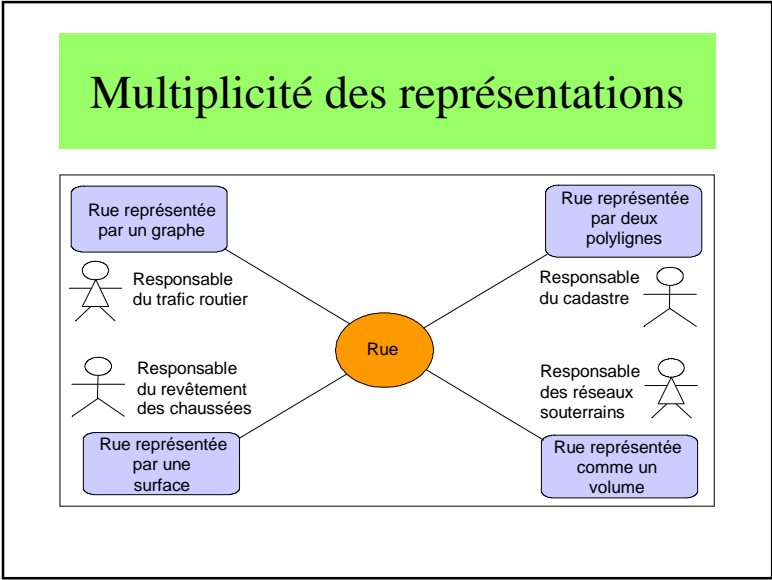 Multiplicité des représentations
Rue représentée
par un graphe
Rue représentée
par deux
polylignes
Responsable
du trafic routier
Responsable
du cadastre
Rue
Responsable
du revêtement
des chaussées
Responsable
des réseaux
souterrains
Rue représentée
par une
surface
Rue représentée
comme un
volume